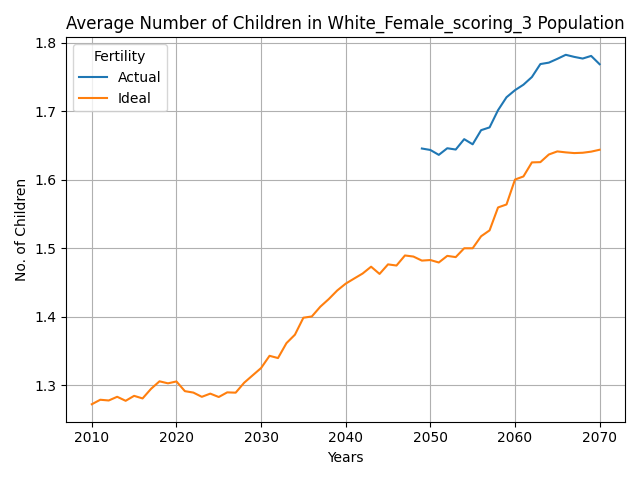 Average Number of Children in White_Female_scoring_3 Population
Fertility
Actual
Ideal
No. of Children
1.8
1.7
1.6
1.5
1.4
1.3
2010 2020 2030 2040 2050 2060 2070
Years